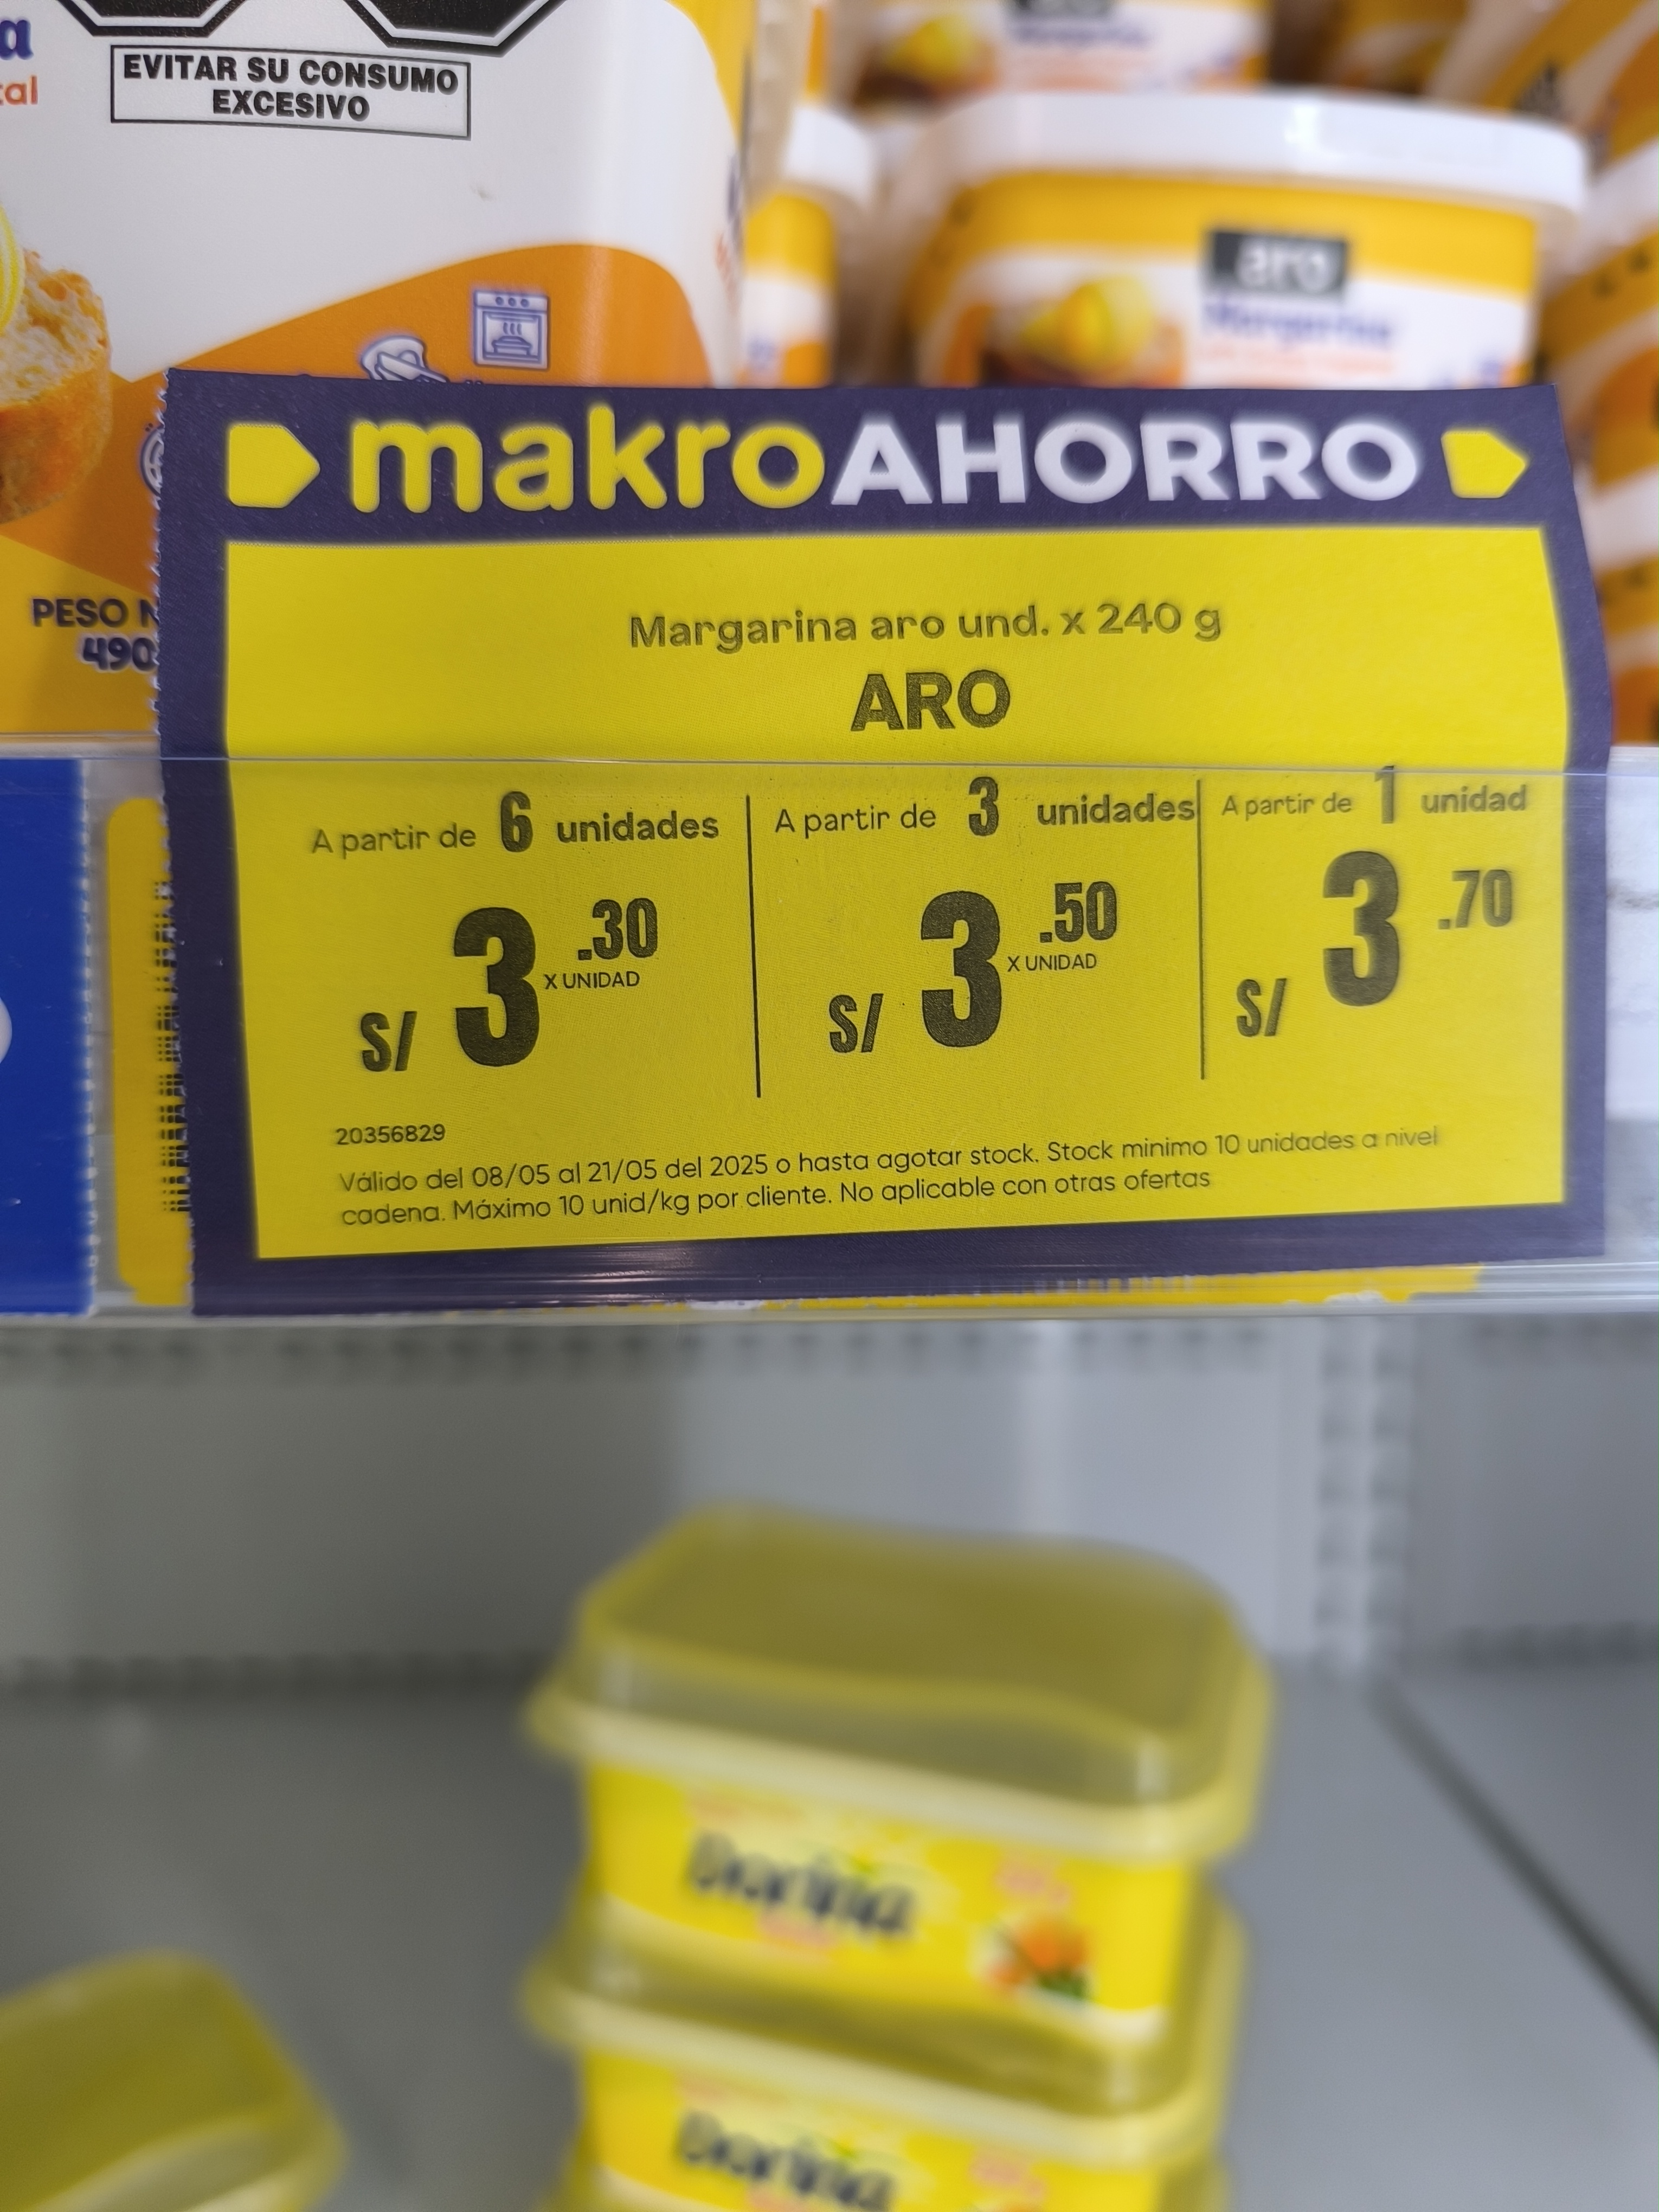 EVITAR SU CONSUMO
EXCESIVO
aro
Margarina
PESO N
490
makroAHORRO
Margarina aro und. x 240 g
ARO
A partir de 6 unidades
S/ 3.30
X UNIDAD
A partir de 3 unidades
S/ 3.50
X UNIDAD
A partir de 1 unidad
S/ 3.70
20356829
Válido del 08/05 al 21/05 del 2025 o hasta agotar stock. Stock minimo 10 unidades a nivel
cadena. Máximo 10 unid/kg por cliente. No aplicable con otras ofertas
Dorina
Dorina